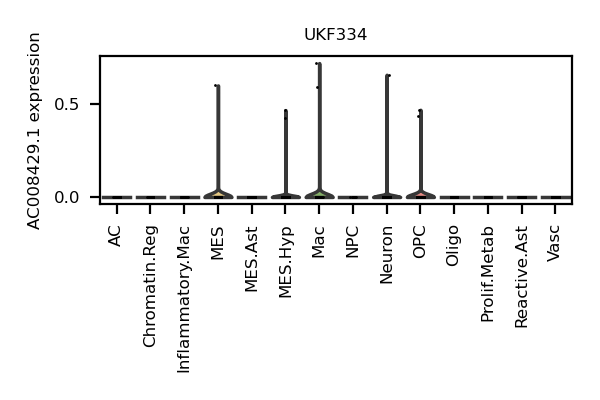 UKF334
AC008429.1 expression
0.5
0.0
AC
Chromatin.Reg
Inflammatory.Mac
MES
MES.Ast
MES.Hyp
Mac
NPC
Neuron
OPC
Oligo
Prolif.Metab
Reactive.Ast
Vasc